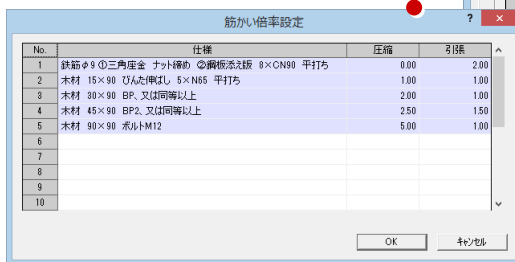 筋かい倍率設定 ? ×
No. 仕様 圧縮 引張
1 鉄筋φ9 ①三角座金 ナット締め ②鋼板添え版 8×CN90 平打ち 0.00 2.00
2 木材 15×90 びんた伸ばし 5×N65 平打ち 1.00 1.00
3 木材 30×90 BP、又は同等以上 2.00 1.00
4 木材 45×90 BP2、又は同等以上 2.50 1.50
5 木材 90×90 ボルトM12 5.00 1.00
6
7
8
9
10
OK キャンセル